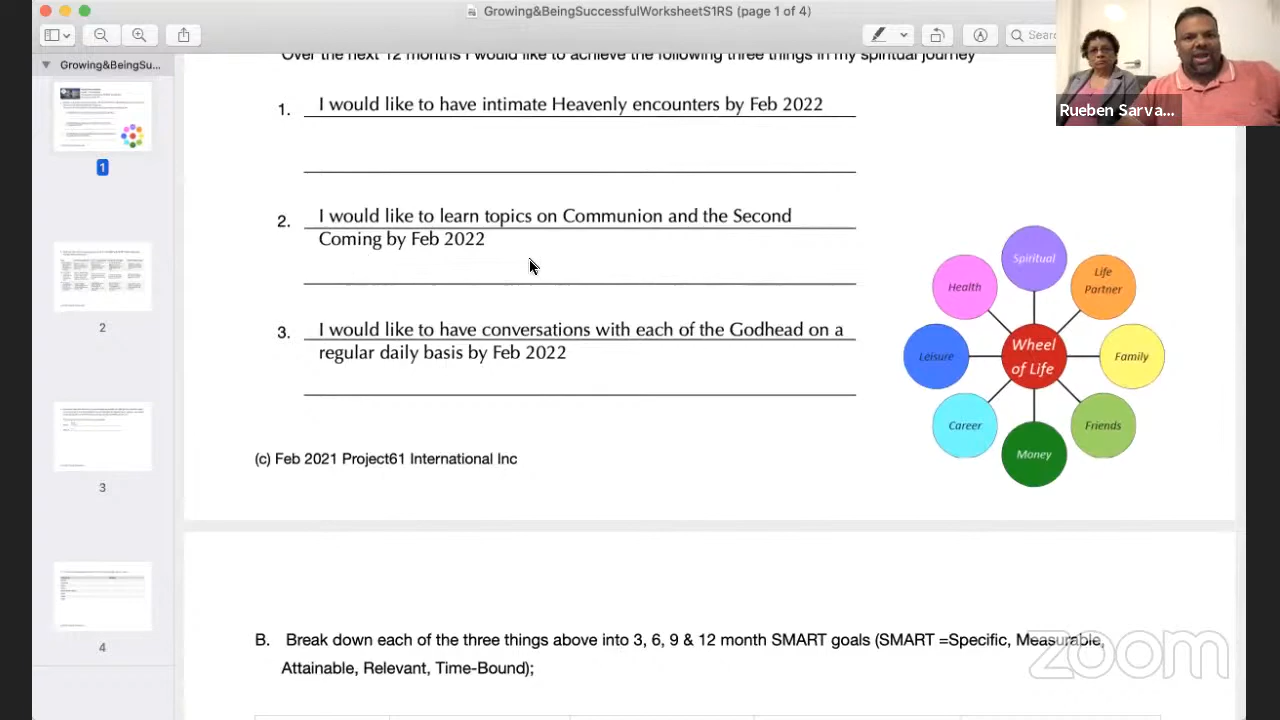 Growing&BeingSuccessfulWorksheetS1RS (page 1 of 4)
Growing&BeingSu...
Sear
Rueben Sarva...
Over the next 12 months I would like to achieve the following three things in my spiritual journey
1. I would like to have intimate Heavenly encounters by Feb 2022
2. I would like to learn topics on Communion and the Second
Coming by Feb 2022
3. I would like to have conversations with each of the Godhead on a
regular daily basis by Feb 2022
Spiritual
Life
Partner
Health
Wheel
of Life
Leisure
Family
Career
Friends
Money
(c) Feb 2021 Project61 International Inc
B. Break down each of the three things above into 3, 6, 9 & 12 month SMART goals (SMART =Specific, Measurable,
Attainable, Relevant, Time-Bound);
1
2
3
4
zoom